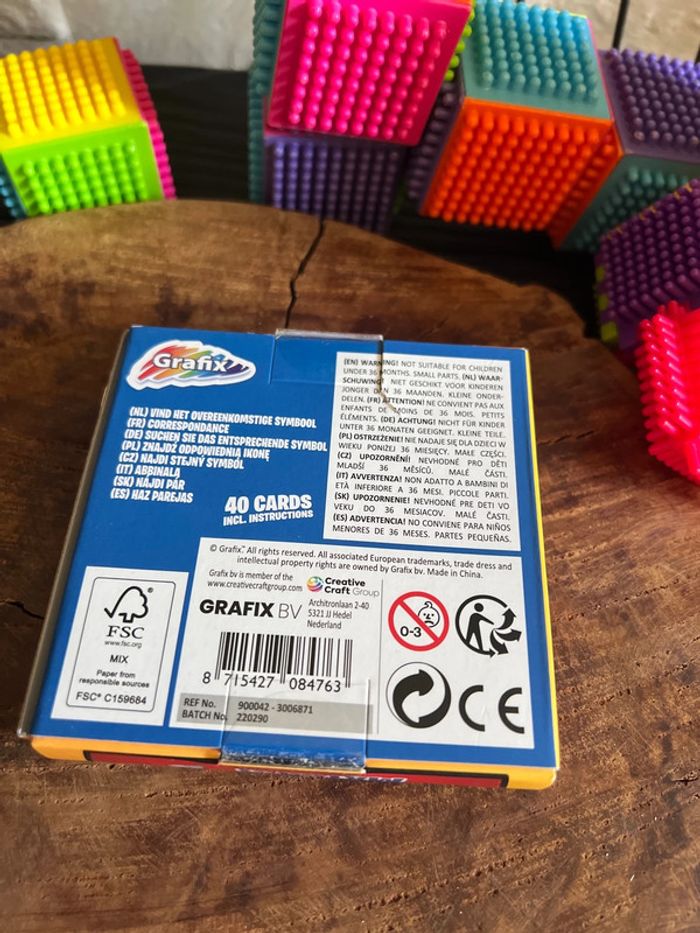 Grafix
(NL) VIND HET OVEREENKOMSTIGE SYMBOOL
(FR) CORRESPONDANCE
(DE) SUCHEN SIE DAS ENTSPRECHENDE SYMBOL
(PL) ZNAJDŹ ODPOWIEDNIA IKONĘ
(CZ) NAJDI STEJNÝ SYMBOL
(IT) ABBINALA
(SK) NÁJDI PÁR
(ES) HAZ PAREJAS
40 CARDS
INCL. INSTRUCTIONS
(EN) WARNING! NOT SUITABLE FOR CHILDREN
UNDER 36 MONTHS. SMALL PARTS. (NL) WAAR-
SCHUWING! NIET GESCHIKT VOOR KINDEREN
JONGER DAN 36 MAANDEN. KLEINE ONDER-
DELEN. (FR) ATTENTION! NE CONVIENT PAS AUX
ENFANTS DE MOINS DE 36 MOIS. PETITS
ÉLÉMENTS. (DE) ACHTUNG! NICHT FÜR KINDER
UNTER 36 MONATEN GEEIGNET. KLEINE TEILE.
(PL) OSTRZEŻENIE! NIE NADAJE SIĘ DLA DZIECI W
WIEKU PONIŻEJ 36 MIESIĘCY. MAŁE CZĘŚCI.
(CZ) UPOZORNĚNÍ! NEVHODNÉ PRO DĚTI
MLADŠÍ 36 MĚSÍCŮ. MALÉ ČÁSTI.
(IT) AVVERTENZA! NON ADATTO A BAMBINI DI
ETÀ INFERIORE A 36 MESI. PICCOLE PARTI.
(SK) UPOZORNENIE! NEVHODNÉ PRE DETI VO
VEKU DO 36 MESIACOV. MALÉ ČASTI.
(ES) ADVERTENCIA! NO CONVIENE PARA NIÑOS
MENORES DE 36 MESES. PARTES PEQUEÑAS.
© Grafix™ All rights reserved. All associated European trademarks, trade dress and
intellectual property rights are owned by Grafix bv. Made in China.
Grafix bv is member of the
www.creativecraftgroup.com
Creative
Craft Group
GRAFIX BV
Architronlaan 2-40
5321 JJ Hedel
Nederland
8 715427 084763
REF No. 900042 - 3006871
BATCH No. 220290
FSC
www.fsc.org
MIX
Paper from
responsible sources
FSC® C159684
0-3
CE